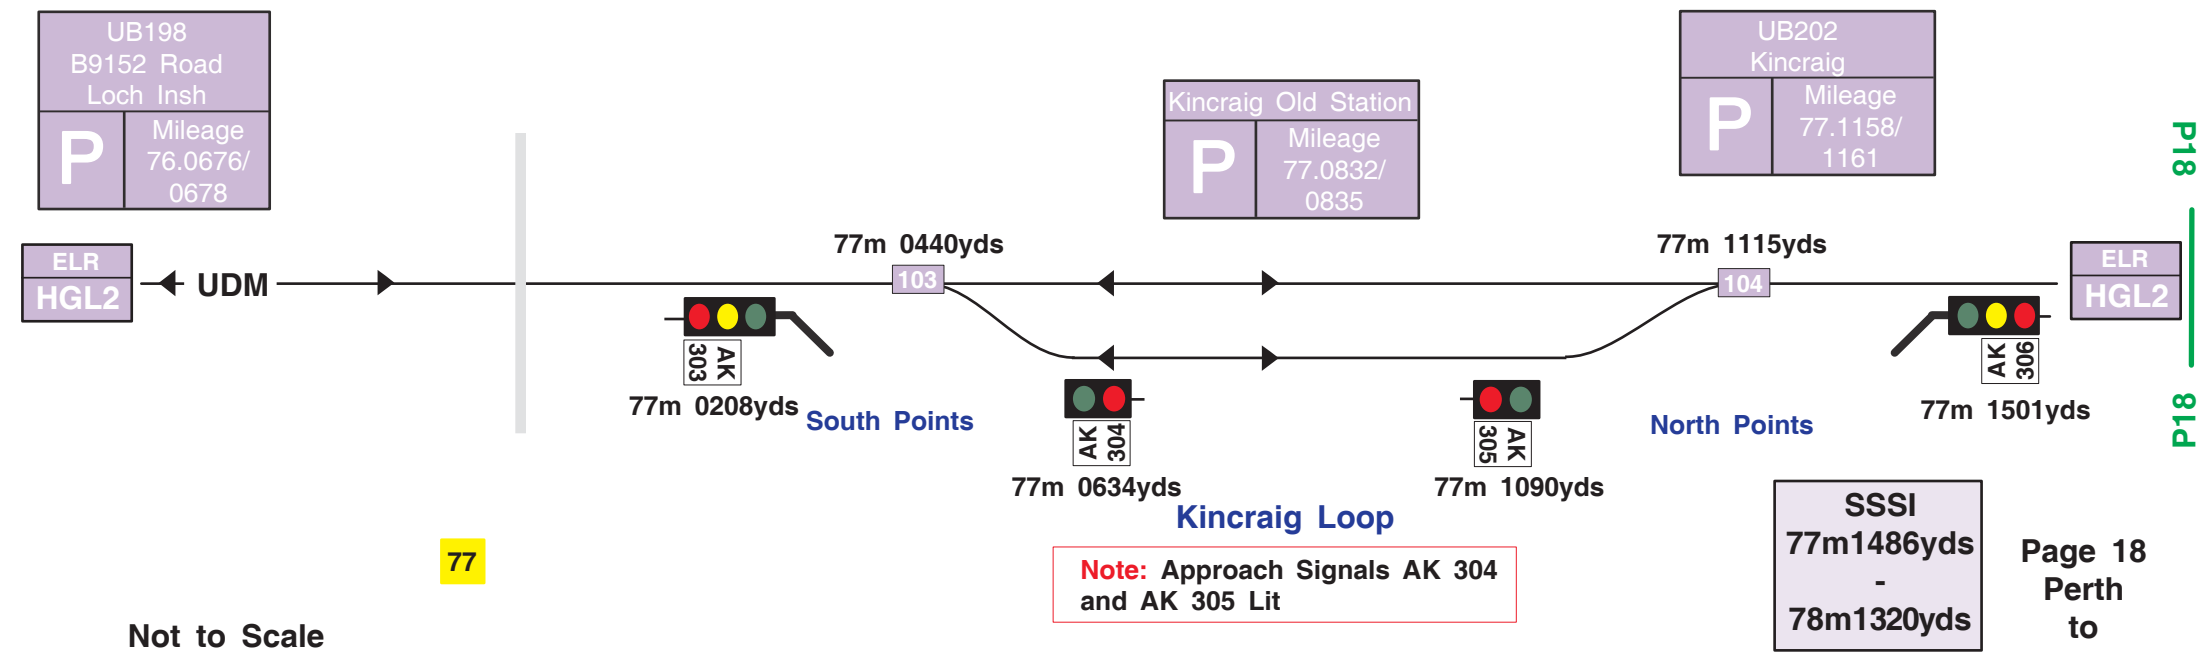 UB198
B9152 Road
Loch Insh
P
Mileage
76.0676/
0678
Kincraig Old Station
P
Mileage
77.0832/
0835
UB202
Kincraig
P
Mileage
77.1158/
1161
P18
ELR
HGL2
UDM
77m 0440yds
103
77m 1115yds
104
ELR
HGL2
AK
303
77m 0208yds
South Points
AK
304
77m 0634yds
AK
305
77m 1090yds
North Points
AK
306
77m 1501yds
P18
Kincraig Loop
77
Note: Approach Signals AK 304
and AK 305 Lit
SSSI
77m1486yds
-
78m1320yds
Page 18
Perth
to
Not to Scale